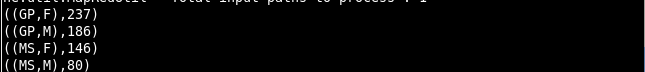 ((GP,F),237)
((GP,M),186)
((MS,F),146)
((MS,M),80)